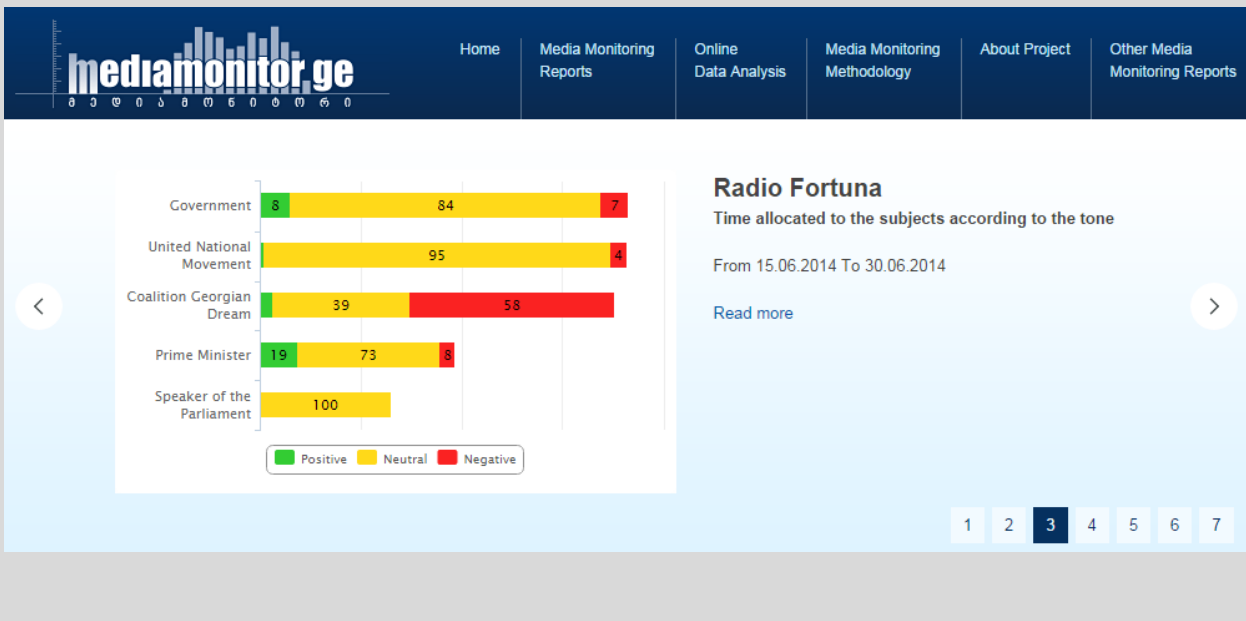 mediamonitor.ge
მედიამონიტორი
Home
Media Monitoring
Reports
Online
Data Analysis
Media Monitoring
Methodology
About Project
Other Media
Monitoring Reports
Government 8 84 7
United National
Movement 95 4
Coalition Georgian
Dream 39 58
Prime Minister 19 73 8
Speaker of the
Parliament 100
Positive Neutral Negative
Radio Fortuna
Time allocated to the subjects according to the tone
From 15.06.2014 To 30.06.2014
Read more
1 2 3 4 5 6 7